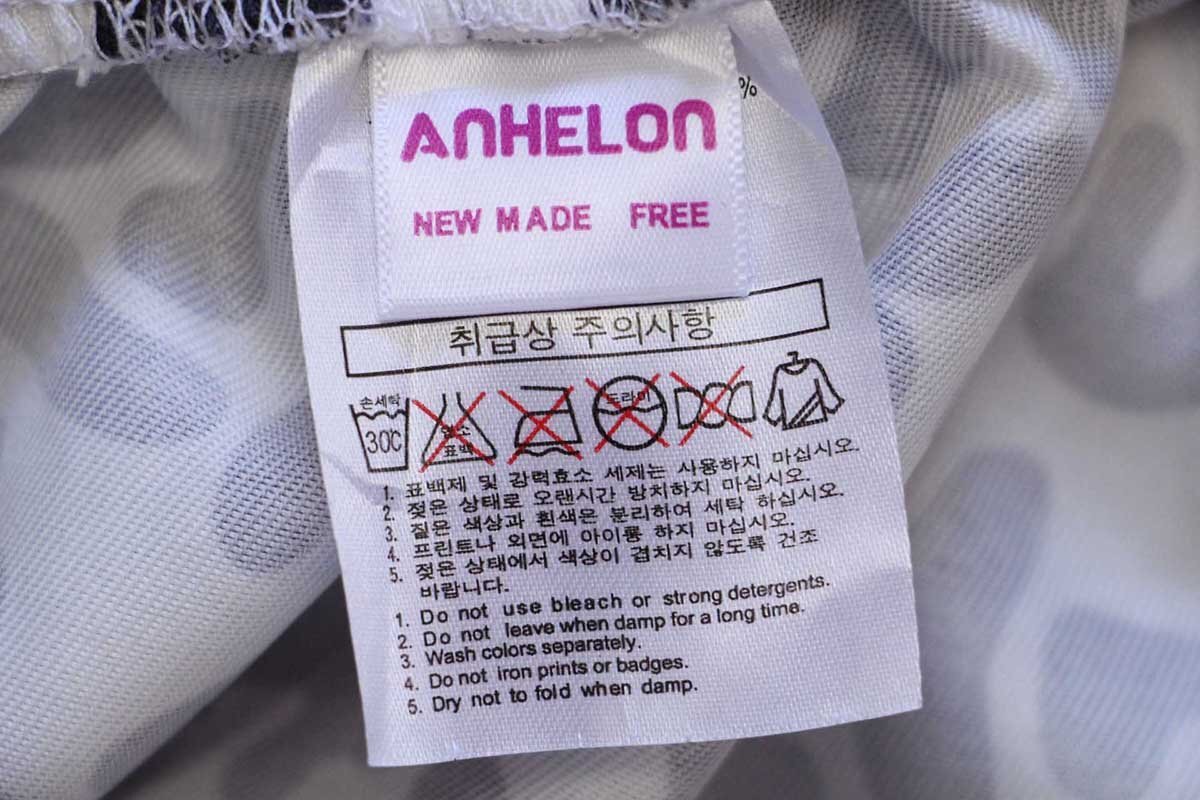 %
ANHELON
NEW MADE FREE
취급상 주의사항
손세탁
30℃
표백
드라이
1. 표백제 및 강력효소 세제는 사용하지 마십시오.
2. 젖은 상태로 오랜시간 방치하지 마십시오.
3. 짙은 색상과 흰색은 분리하여 세탁 하십시오.
4. 프린트나 외면에 아이롱 하지 마십시오.
5. 젖은 상태에서 색상이 겹치지 않도록 건조
바랍니다.
1. Do not use bleach or strong detergents.
2. Do not leave when damp for a long time.
3. Wash colors separately.
4. Do not iron prints or badges.
5. Dry not to fold when damp.